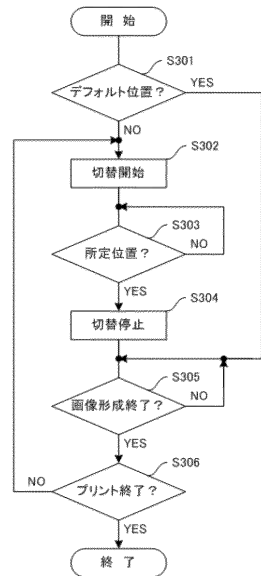 開 始
S301
デフォルト位置？
YES
NO
S302
切替開始
S303
所定位置？
NO
YES
S304
切替停止
S305
画像形成終了？
NO
YES
S306
NO
プリント終了？
YES
終 了